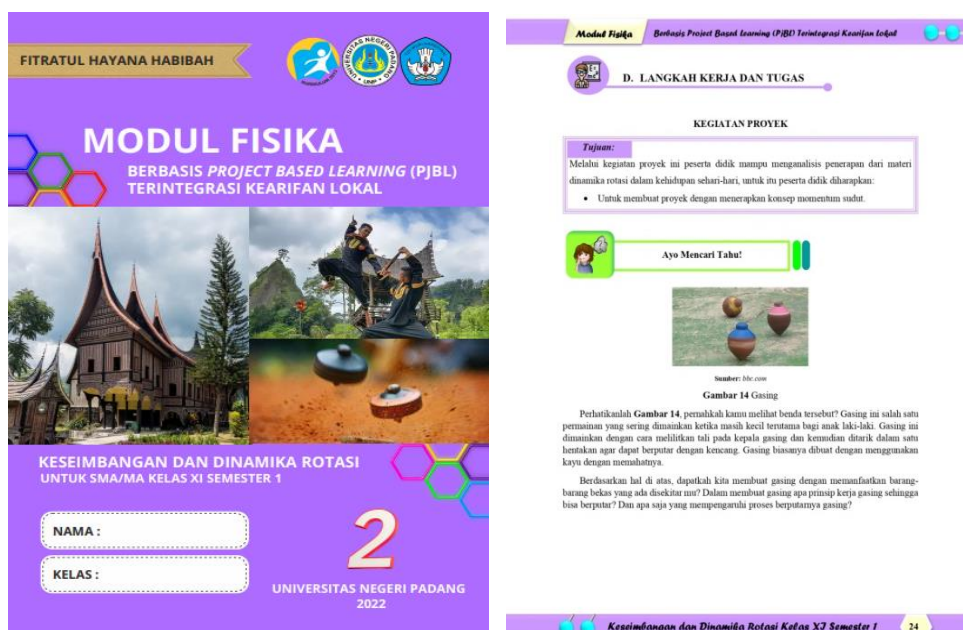 FITRATUL HAYANA HABIBAH
UNIVERSITAS NEGERI PADANG
UNP
MODUL FISIKA
BERBASIS PROJECT BASED LEARNING (PJBL)
TERINTEGRASI KEARIFAN LOKAL
KESEIMBANGAN DAN DINAMIKA ROTASI
UNTUK SMA/MA KELAS XI SEMESTER 1
NAMA :
KELAS :
2
UNIVERSITAS NEGERI PADANG
2022
Modul Fisika
Berbasis Project Based Learning (PjBl) Terintegrasi Kearifan Lokal
D. LANGKAH KERJA DAN TUGAS
KEGIATAN PROYEK
Tujuan:
Melalui kegiatan proyek ini peserta didik mampu menganalisis penerapan dari materi
dinamika rotasi dalam kehidupan sehari-hari, untuk itu peserta didik diharapkan:
• Untuk membuat proyek dengan menerapkan konsep momentum sudut.
Ayo Mencari Tahu!
Sumber: bbc.com
Gambar 14 Gasing
Perhatikanlah Gambar 14, pernahkah kamu melihat benda tersebut? Gasing ini salah satu
permainan yang sering dimainkan ketika masih kecil terutama bagi anak laki-laki. Gasing ini
dimainkan dengan cara melilitkan tali pada kepala gasing dan kemudian ditarik dalam satu
hentakan agar dapat berputar dengan kencang. Gasing biasanya dibuat dengan menggunakan
kayu dengan memahatnya.
Berdasarkan hal di atas, dapatkah kita membuat gasing dengan memanfaatkan barang-
barang bekas yang ada disekitar mu? Dalam membuat gasing apa prinsip kerja gasing sehingga
bisa berputar? Dan apa saja yang mempengaruhi proses berputarnya gasing?
Keseimbangan dan Dinamika Rotasi Kelas XI Semester 1
24